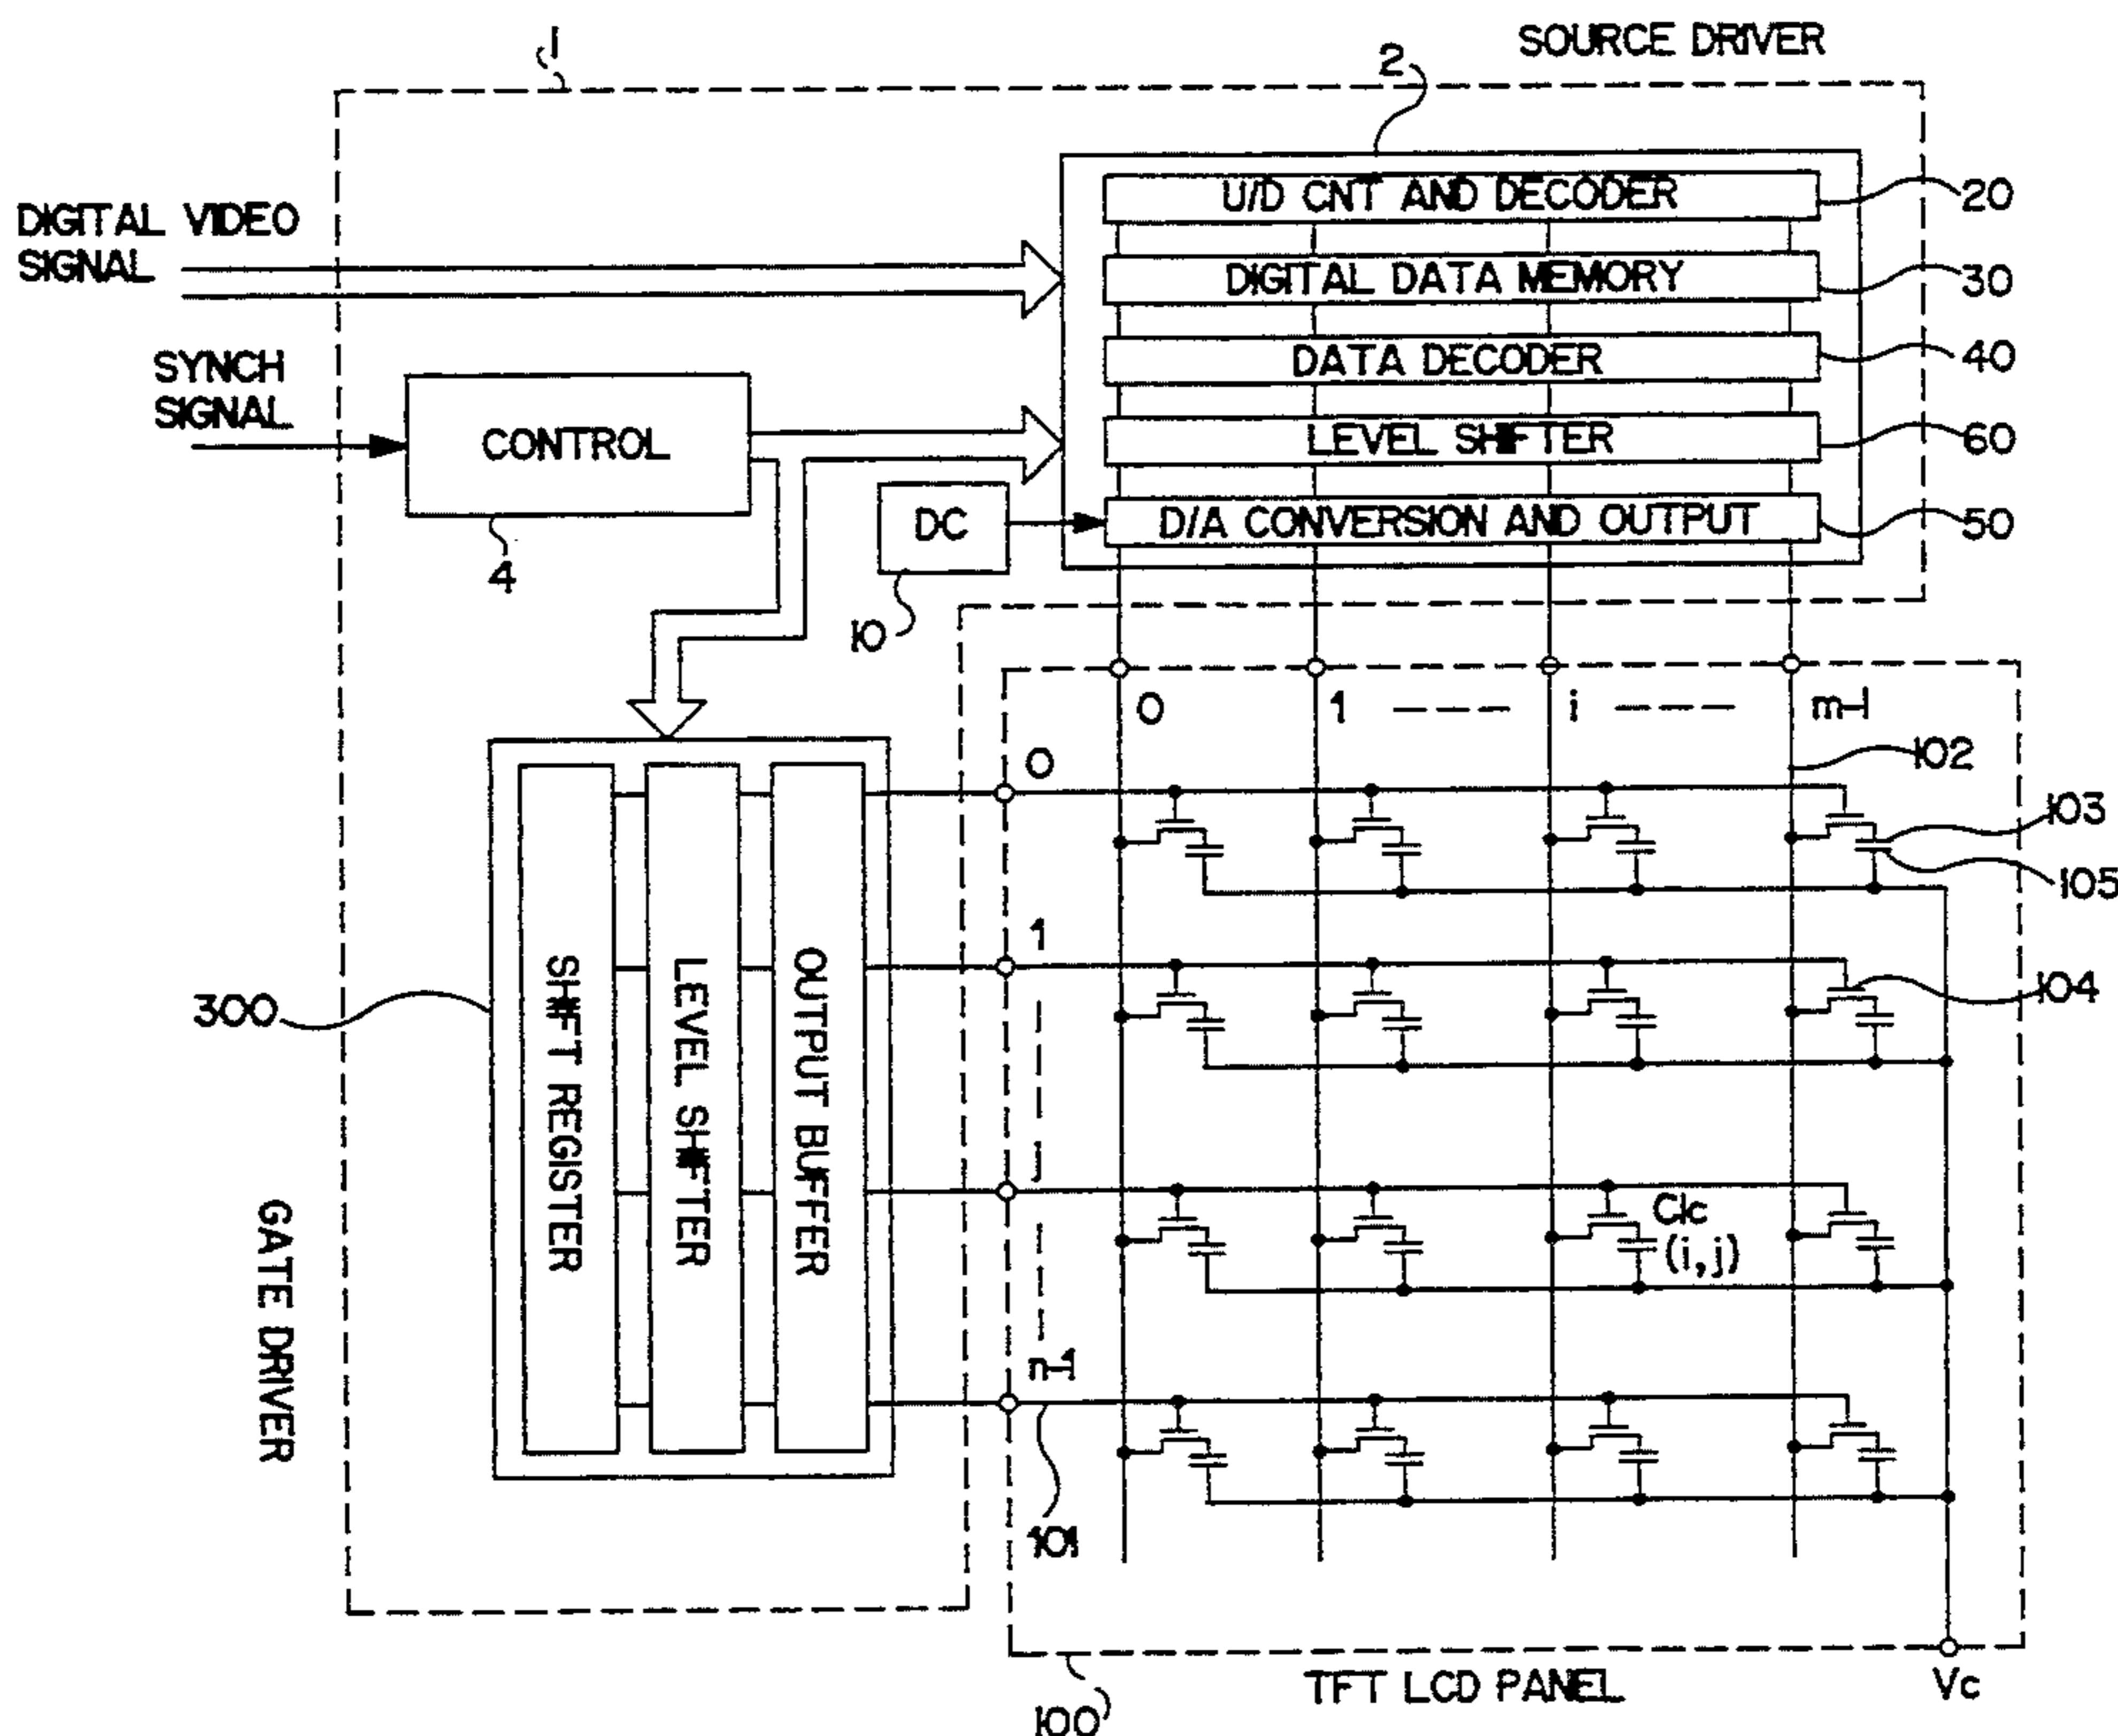 1
SOURCE DRIVER
2
U/D CNT AND DECODER
20
DIGITAL VIDEO
SIGNAL
DIGITAL DATA MEMORY
30
DATA DECODER
40
SYNCH
SIGNAL
CONTROL
LEVEL SHIFTER
60
DC
D/A CONVERSION AND OUTPUT
50
4
10
0
1
i
m-1
0
102
103
105
1
104
300
SHIFT REGISTER
LEVEL SHIFTER
OUTPUT BUFFER
j
Clc
(i,j)
GATE DRIVER
n-1
101
100
TFT LCD PANEL
Vc